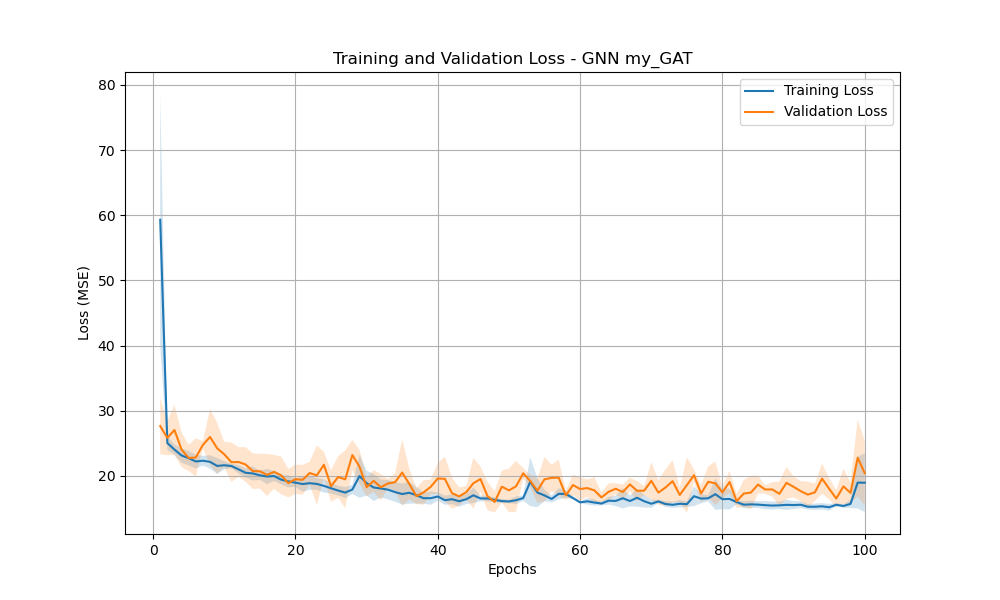 Training and Validation Loss - GNN my_GAT
Training Loss
Validation Loss
80
70
60
50
40
30
20
Loss (MSE)
0
20
40
60
80
100
Epochs